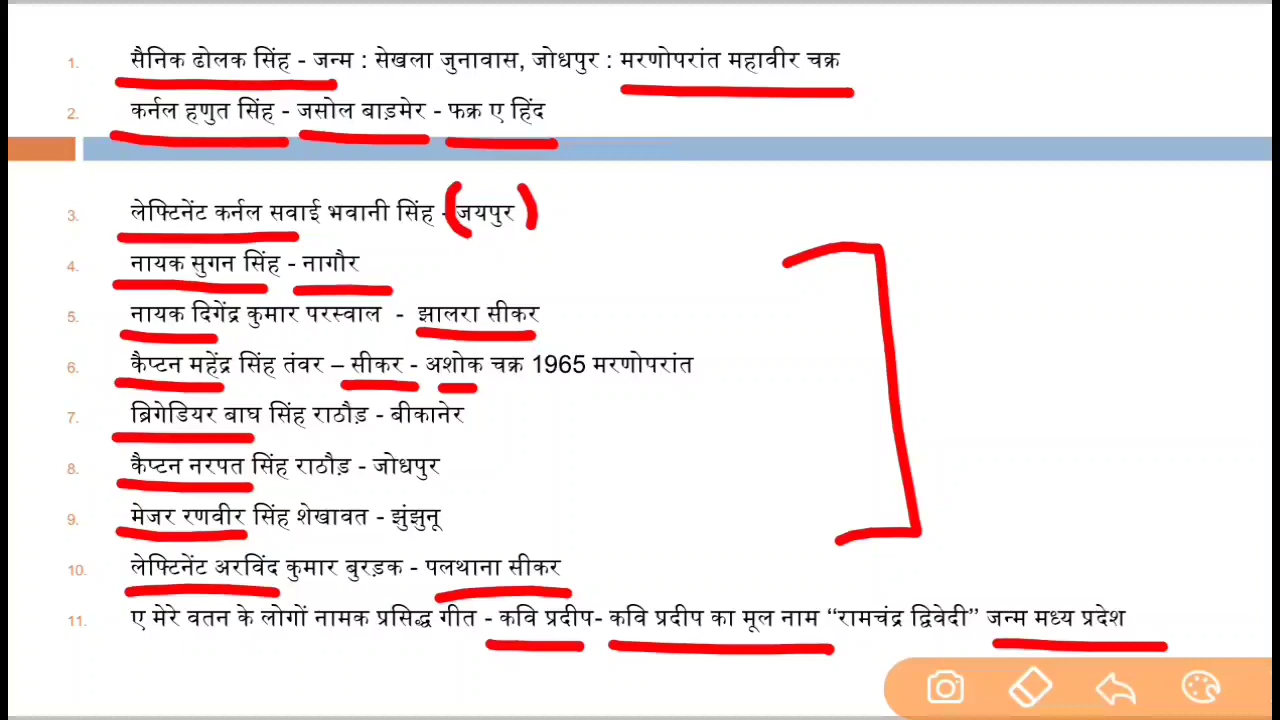 1. सैनिक ढोलक सिंह - जन्म : सेखला जुनावास, जोधपुर : मरणोपरांत महावीर चक्र
2. कर्नल हणुत सिंह - जसोल बाड़मेर - फक्र ए हिंद
3. लेफ्टिनेंट कर्नल सवाई भवानी सिंह - जयपुर
4. नायक सुगन सिंह - नागौर
5. नायक दिगेंद्र कुमार परस्वाल - झालरा सीकर
6. कैप्टन महेंद्र सिंह तंवर – सीकर - अशोक चक्र 1965 मरणोपरांत
7. ब्रिगेडियर बाघ सिंह राठौड़ - बीकानेर
8. कैप्टन नरपत सिंह राठौड़ - जोधपुर
9. मेजर रणवीर सिंह शेखावत - झुंझुनू
10. लेफ्टिनेंट अरविंद कुमार बुरड़क - पलथाना सीकर
11. ए मेरे वतन के लोगों नामक प्रसिद्ध गीत - कवि प्रदीप- कवि प्रदीप का मूल नाम “रामचंद्र द्विवेदी” जन्म मध्य प्रदेश